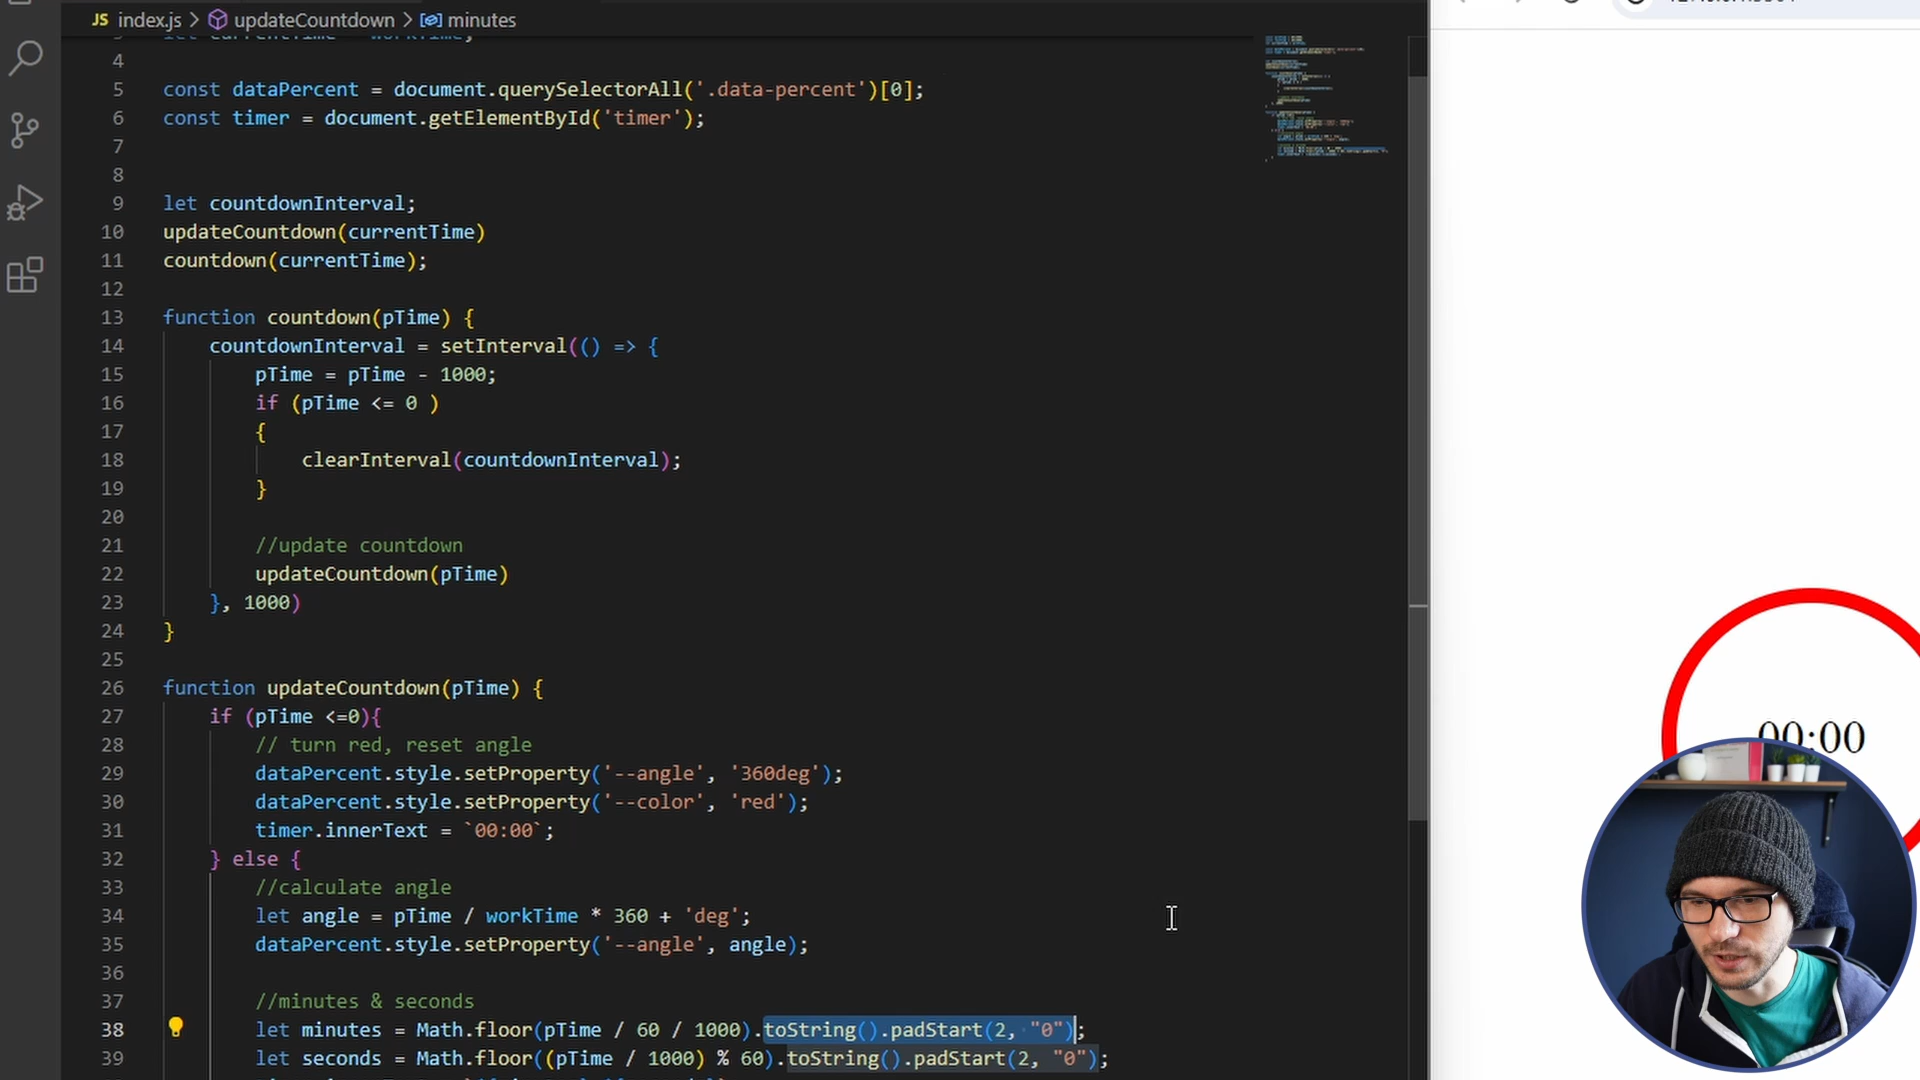 JS index.js > updateCountdown > minutes
3 let currentTime = workTime;
4
5 const dataPercent = document.querySelectorAll('.data-percent')[0];
6 const timer = document.getElementById('timer');
7
8
9 let countdownInterval;
10 updateCountdown(currentTime)
11 countdown(currentTime);
12
13 function countdown(pTime) {
14 countdownInterval = setInterval(() => {
15 pTime = pTime - 1000;
16 if (pTime <= 0 )
17 {
18 clearInterval(countdownInterval);
19 }
20
21 //update countdown
22 updateCountdown(pTime)
23 }, 1000)
24 }
25
26 function updateCountdown(pTime) {
27 if (pTime <=0){
28 // turn red, reset angle
29 dataPercent.style.setProperty('--angle', '360deg');
30 dataPercent.style.setProperty('--color', 'red');
31 timer.innerText = `00:00`;
32 } else {
33 //calculate angle
34 let angle = pTime / workTime * 360 + 'deg';
35 dataPercent.style.setProperty('--angle', angle);
36
37 //minutes & seconds
38 let minutes = Math.floor(pTime / 60 / 1000).toString().padStart(2, "0");
39 let seconds = Math.floor((pTime / 1000) % 60).toString().padStart(2, "0");
00:00